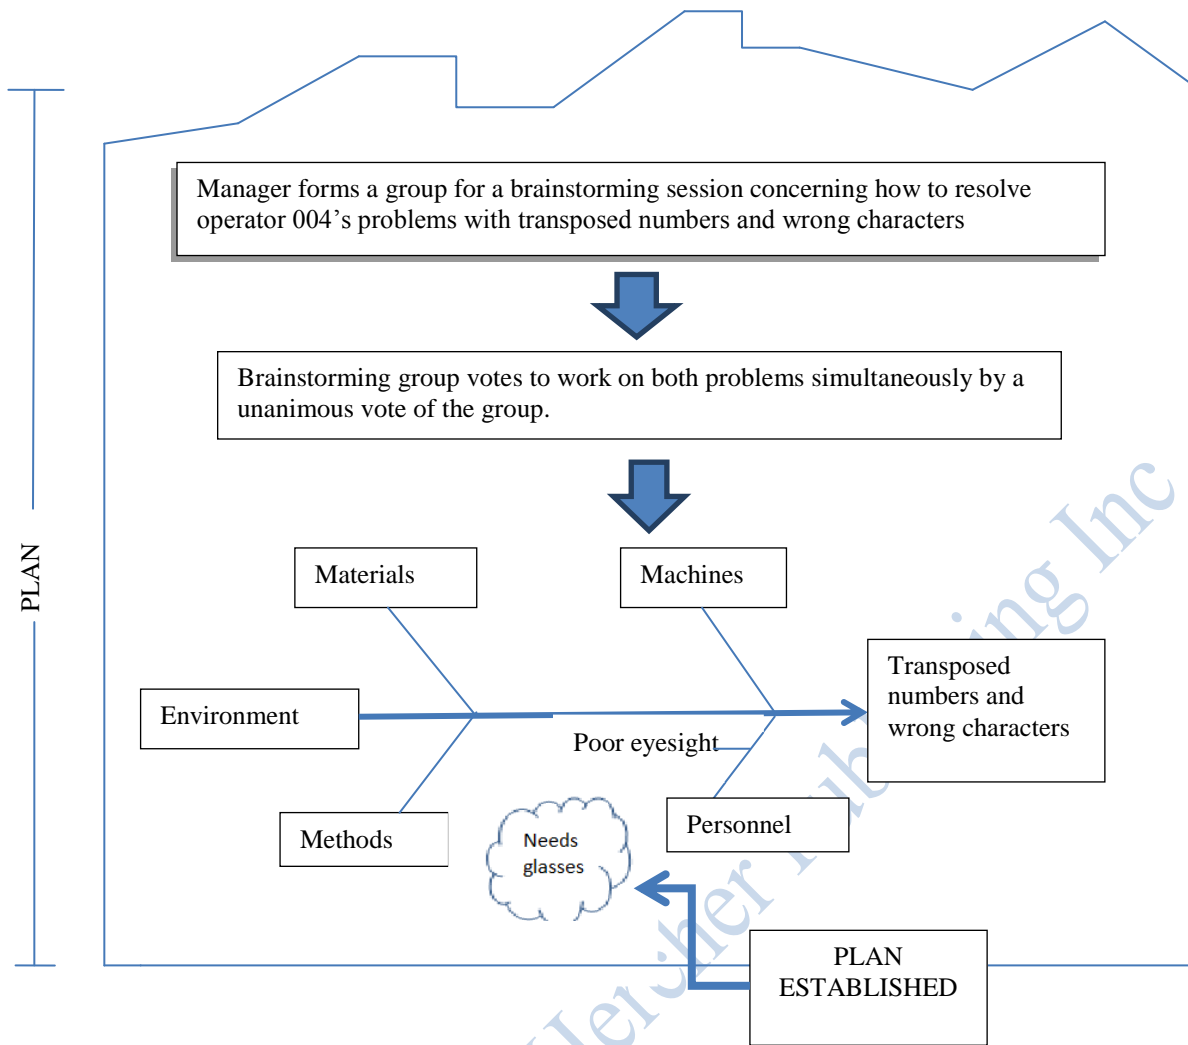 Manager forms a group for a brainstorming session concerning how to resolve
operator 004’s problems with transposed numbers and wrong characters
Brainstorming group votes to work on both problems simultaneously by a
unanimous vote of the group.
PLAN
Materials
Machines
Environment
Transposed
numbers and
wrong characters
Poor eyesight
Methods
Needs
glasses
Personnel
PLAN
ESTABLISHED